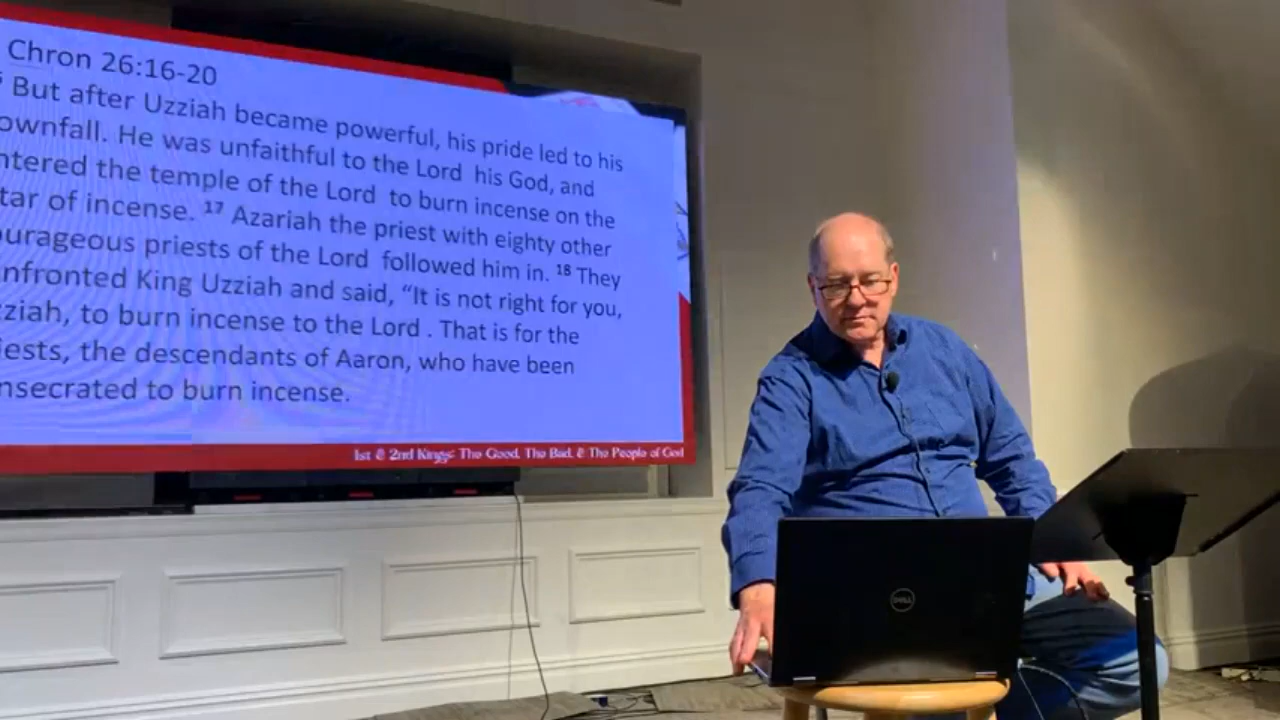 Chron 26:16-20
But after Uzziah became powerful, his pride led to his
ownfall. He was unfaithful to the Lord his God, and
ntered the temple of the Lord to burn incense on the
tar of incense. 17 Azariah the priest with eighty other
ourageous priests of the Lord followed him in. 18 They
nfronted King Uzziah and said, “It is not right for you,
ziah, to burn incense to the Lord . That is for the
iests, the descendants of Aaron, who have been
nsecrated to burn incense.
1st & 2nd Kings: The Good, The Bad, & The People of God
DELL